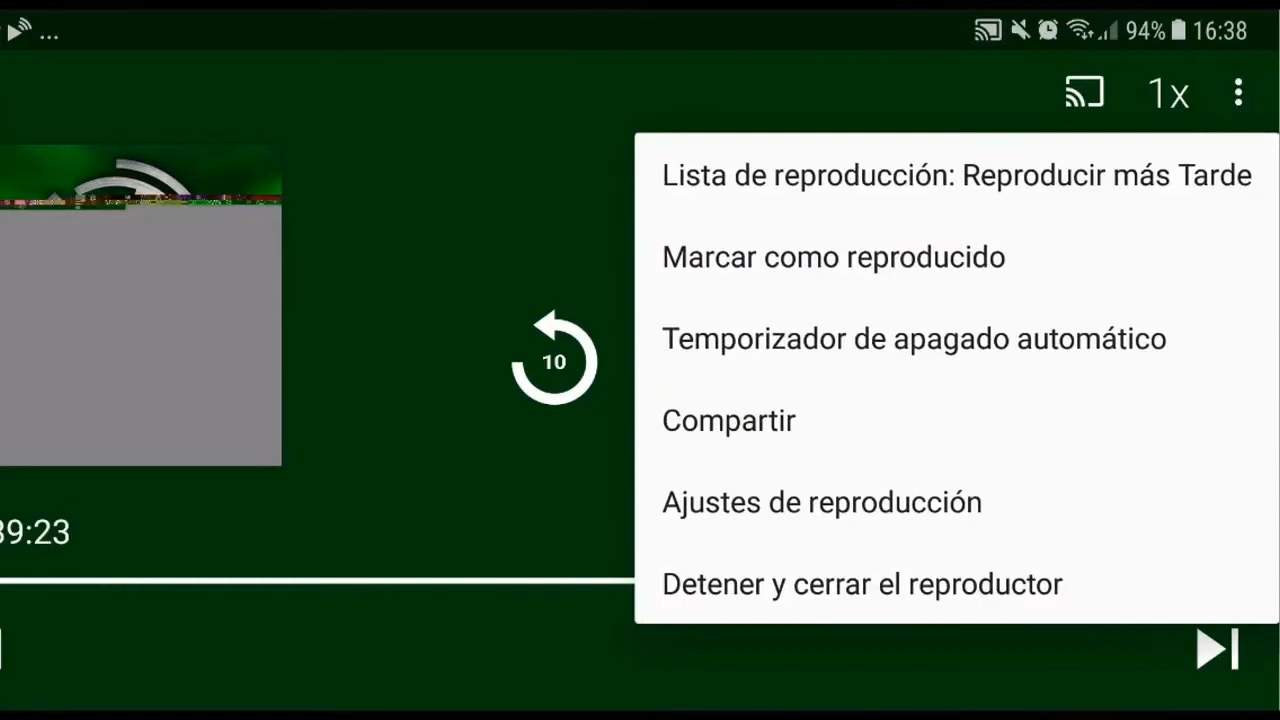 ...
94% 16:38
1x
Lista de reproducción: Reproducir más Tarde
Marcar como reproducido
Temporizador de apagado automático
10
Compartir
Ajustes de reproducción
39:23
Detener y cerrar el reproductor